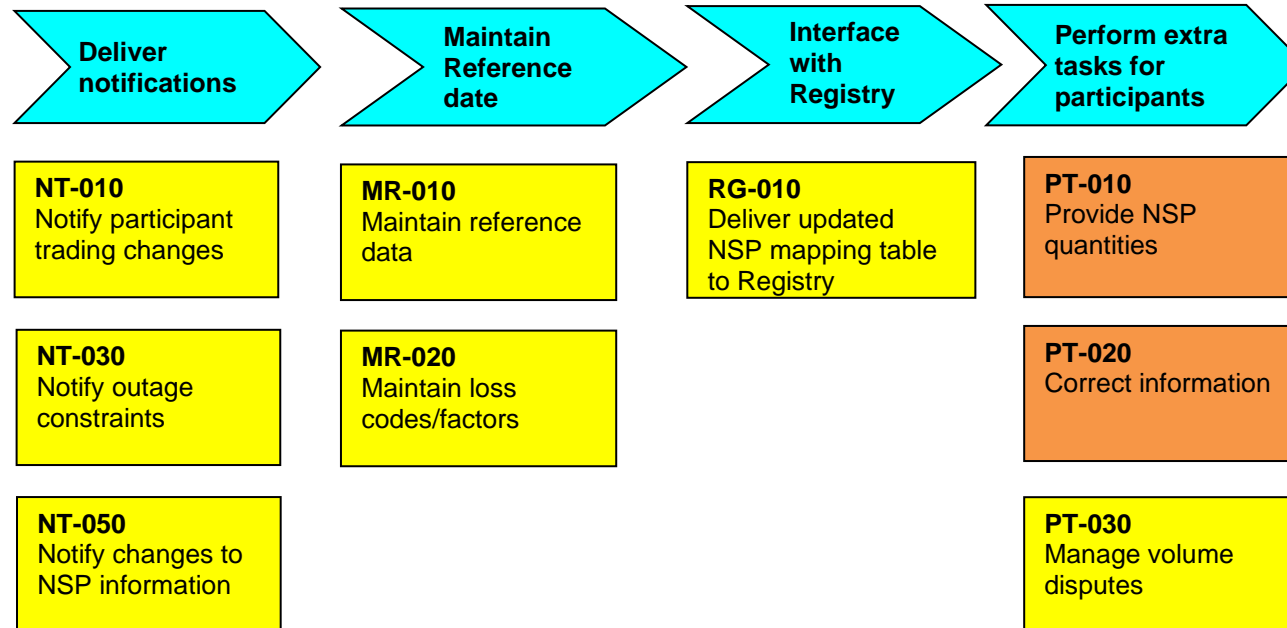 Deliver
notifications
Maintain
Reference
date
Interface
with
Registry
Perform extra
tasks for
participants
NT-010
Notify participant
trading changes
MR-010
Maintain reference
data
RG-010
Deliver updated
NSP mapping table
to Registry
PT-010
Provide NSP
quantities
NT-030
Notify outage
constraints
MR-020
Maintain loss
codes/factors
PT-020
Correct information
NT-050
Notify changes to
NSP information
PT-030
Manage volume
disputes